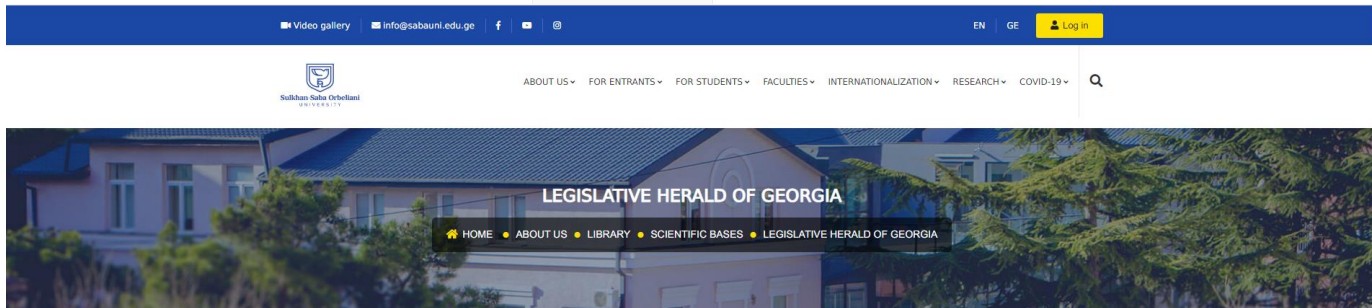 Video gallery info@sabauni.edu.ge EN GE Log in
Sulkhan-Saba Orbeliani
UNIVERSITY
ABOUT US FOR ENTRANTS FOR STUDENTS FACULTIES INTERNATIONALIZATION RESEARCH COVID-19
LEGISLATIVE HERALD OF GEORGIA
HOME ABOUT US LIBRARY SCIENTIFIC BASES LEGISLATIVE HERALD OF GEORGIA